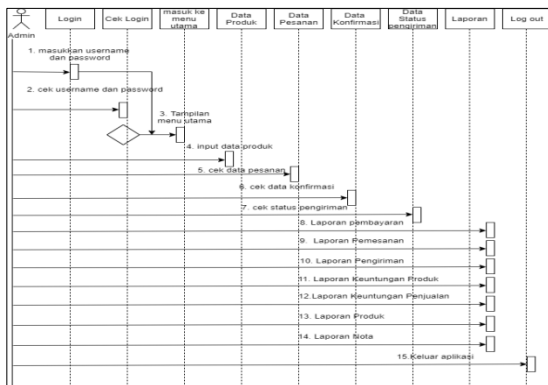 Admin
Login
Cek Login
masuk ke
menu
utama
Data
Produk
Data
Pesanan
Data
Konfirmasi
Data
Status
pengiriman
Laporan
Log out
1. masukkan username
dan password
2. cek username dan password
3. Tampilan
menu utama
4. input data produk
5. cek data pesanan
6. cek data konfirmasi
7. cek status pengiriman
8. Laporan pembayaran
9. Laporan Pemesanan
10. Laporan Pengiriman
11. Laporan Keuntungan Produk
12.Laporan Keuntungan Penjualan
13. Laporan Produk
14. Laporan Nota
15.Keluar aplikasi